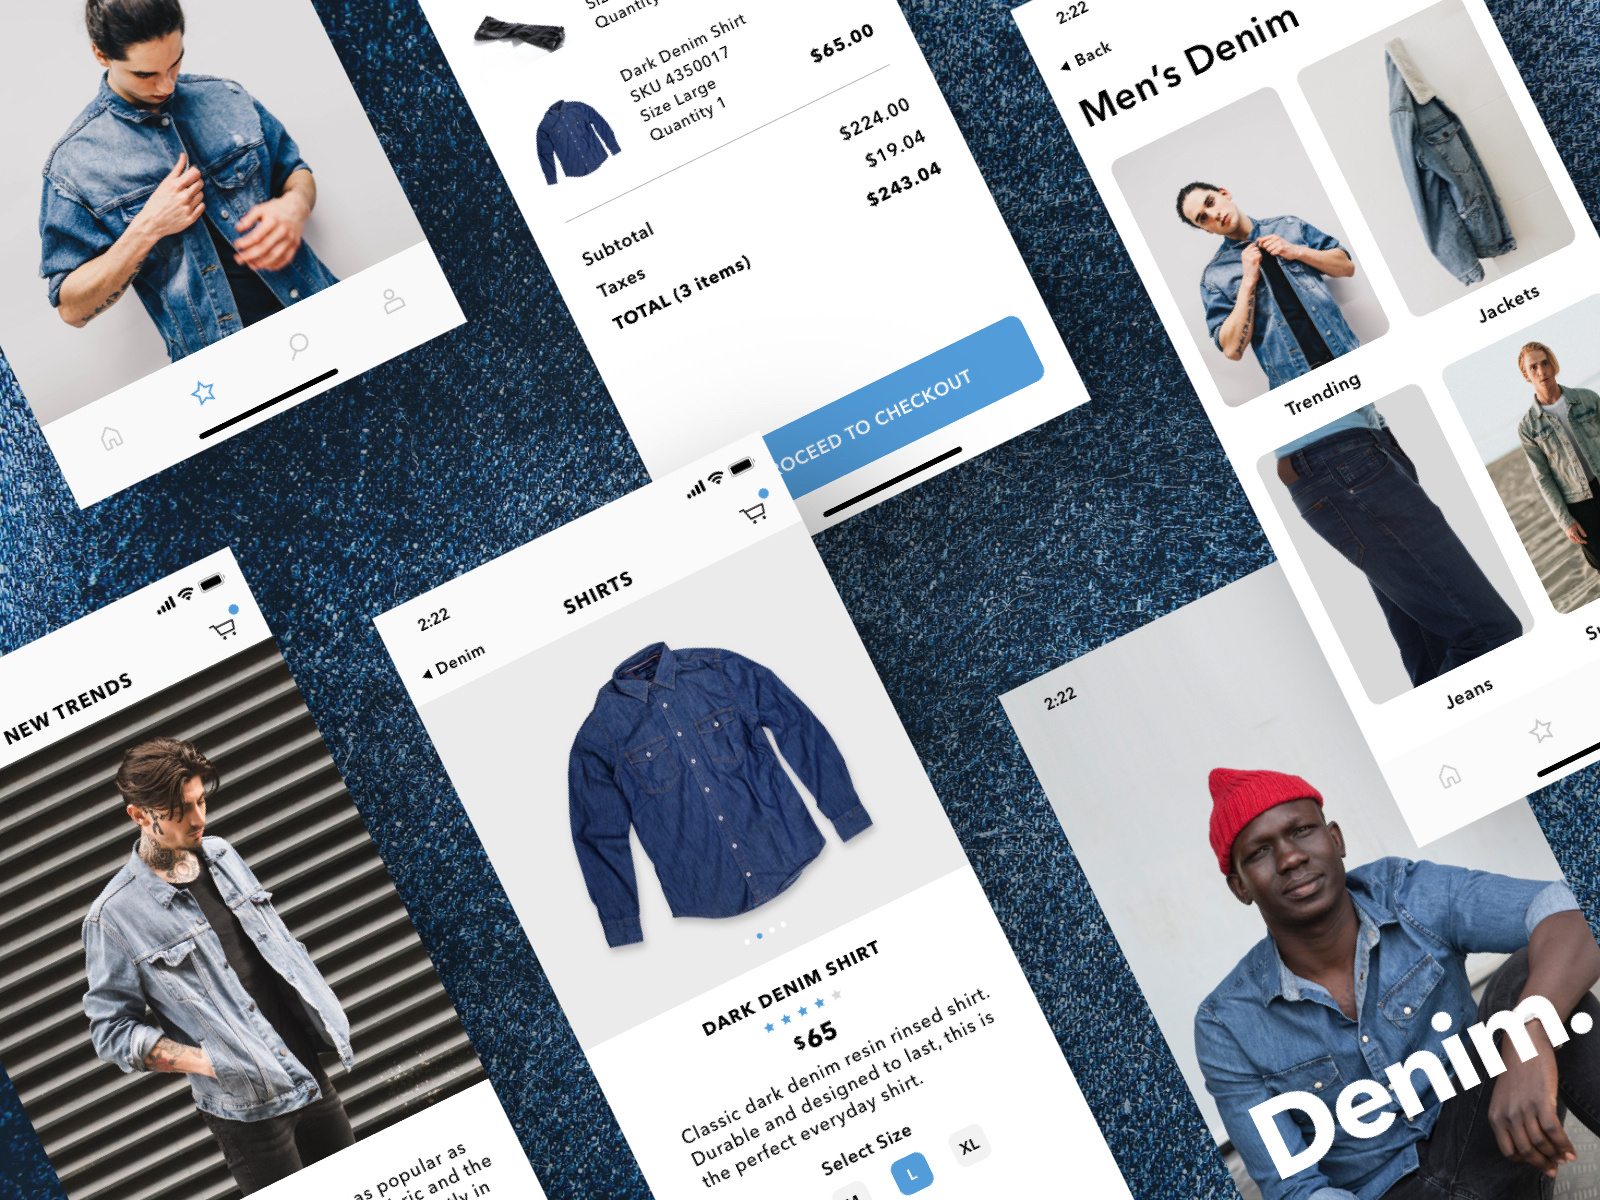 Quantity
Dark Denim Shirt
SKU 4350017
Size Large
Quantity 1
$65.00
Subtotal
$224.00
Taxes
$19.04
TOTAL (3 items)
$243.04
ROCEED TO CHECKOUT
2:22
◀ Back
Men's Denim
Trending
Jackets
Jeans
NEW TRENDS
as popular as
ric and the
tly in
2:22
◀ Denim
SHIRTS
DARK DENIM SHIRT
$65
Classic dark denim resin rinsed shirt.
Durable and designed to last, this is
the perfect everyday shirt.
Select Size
L
XL
2:22
Denim.